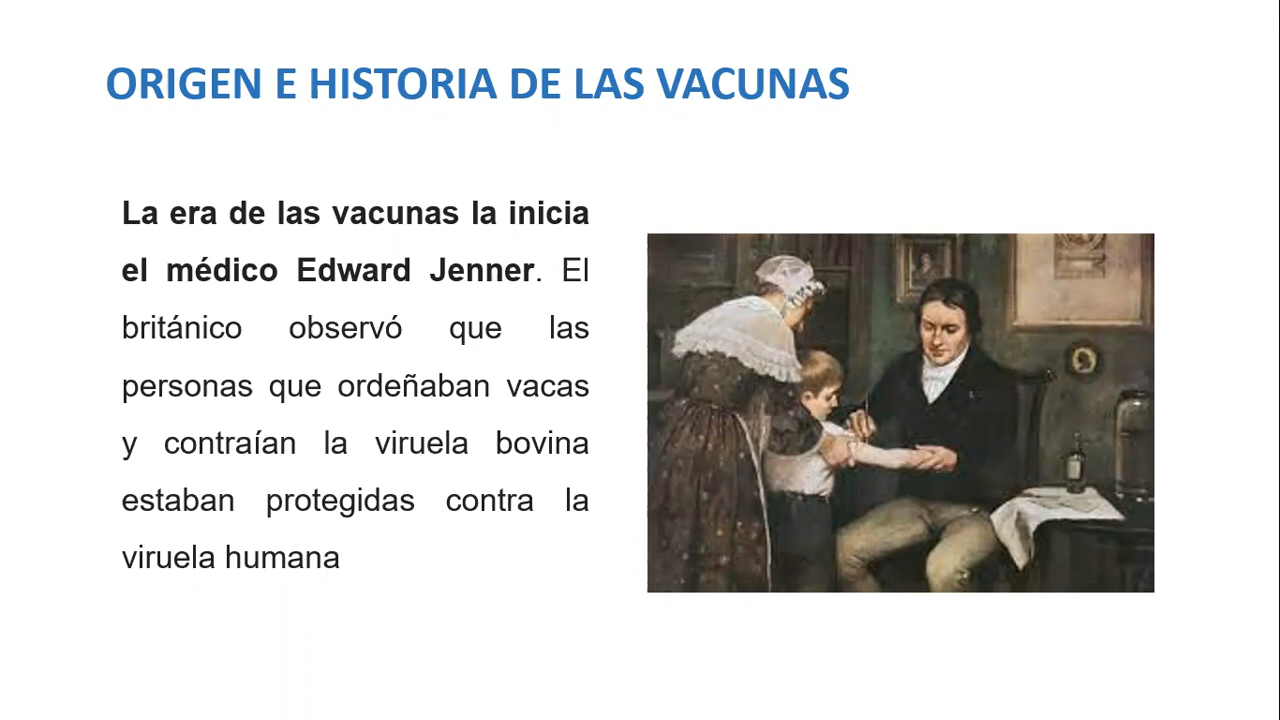 ORIGEN E HISTORIA DE LAS VACUNAS
La era de las vacunas la inicia
el médico Edward Jenner. El
británico observó que las
personas que ordeñaban vacas
y contraían la viruela bovina
estaban protegidas contra la
viruela humana